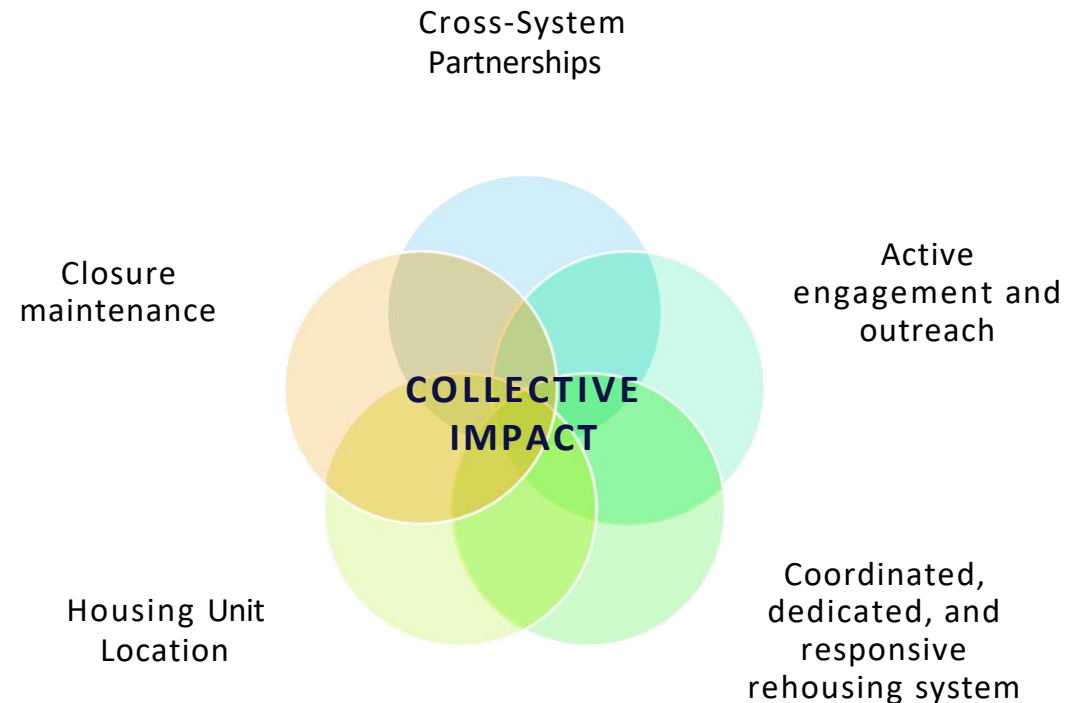 Cross-System
Partnerships
Closure
maintenance
Active
engagement and
outreach
COLLECTIVE
IMPACT
Housing Unit
Location
Coordinated,
dedicated, and
responsive
rehousing system